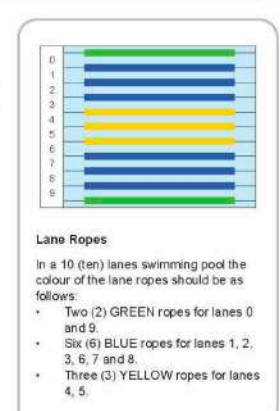 0
1
2
3
4
5
6
7
8
9
Lane Ropes
In a 10 (ten) lanes swimming pool the
colour of the lane ropes should be as
follows:
• Two (2) GREEN ropes for lanes 0
and 9.
• Six (6) BLUE ropes for lanes 1, 2,
3, 6, 7 and 8.
• Three (3) YELLOW ropes for lanes
4, 5.